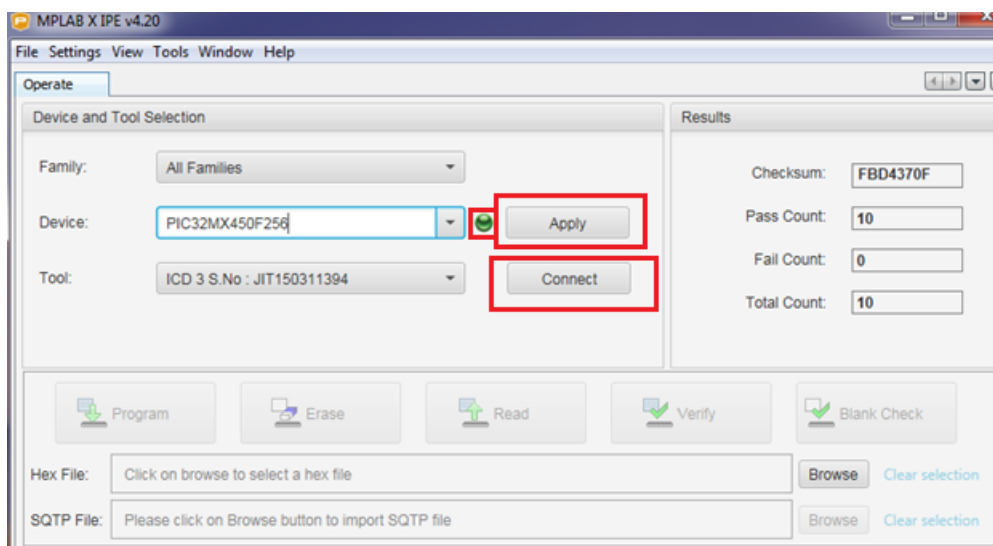 MPLAB X IPE v4.20
File Settings View Tools Window Help
Operate
Device and Tool Selection
Results
Family:
All Families
Checksum:
FBD4370F
Device:
PIC32MX450F256
Apply
Pass Count:
10
Tool:
ICD 3 S.No : JIT150311394
Connect
Fail Count:
0
Total Count:
10
Program
Erase
Read
Verify
Blank Check
Hex File:
Click on browse to select a hex file
Browse
Clear selection
SQTP File:
Please click on Browse button to import SQTP file
Browse
Clear selection